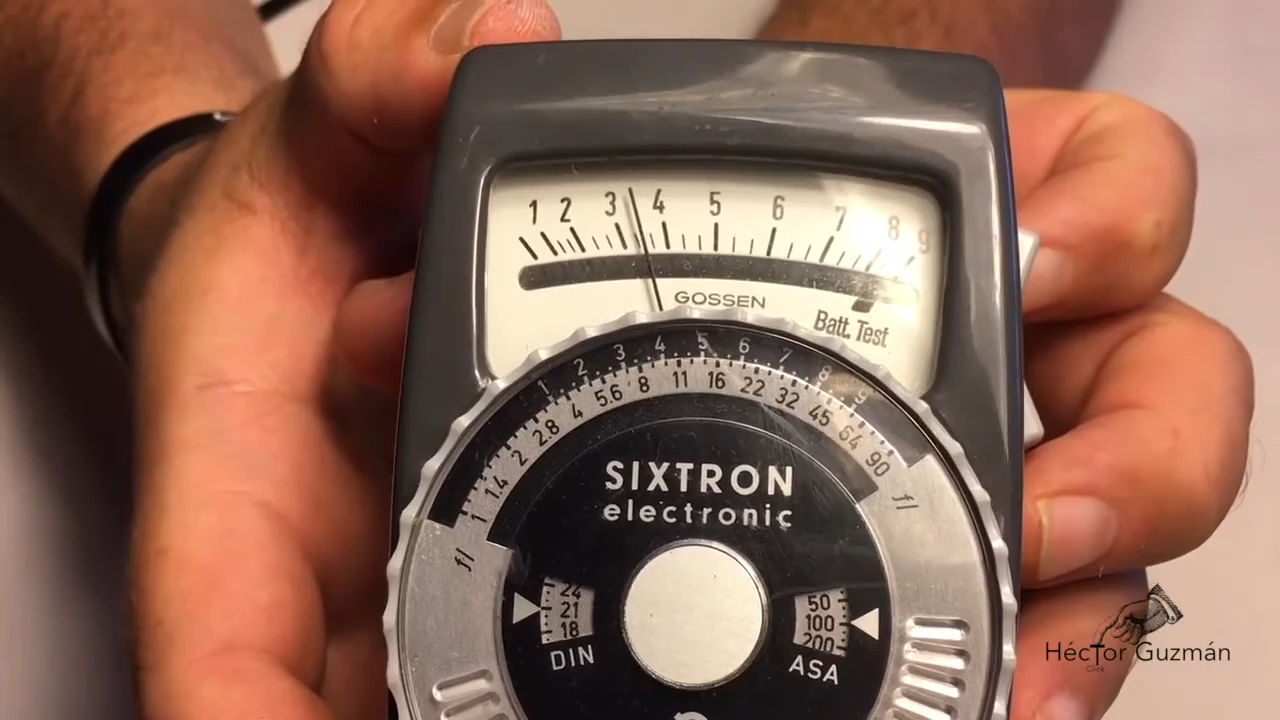 1 2 3 4 5 6 7 8 9
GOSSEN
Batt. Test
1 2 3 4 5 6 7 8 9
f/ 1 1.4 2 2.8 4 5.6 8 11 16 22 32 45 64 90 f/
SIXTRON
electronic
24
21
18
DIN
50
100
200
ASA
HécTor Guzmán
Click